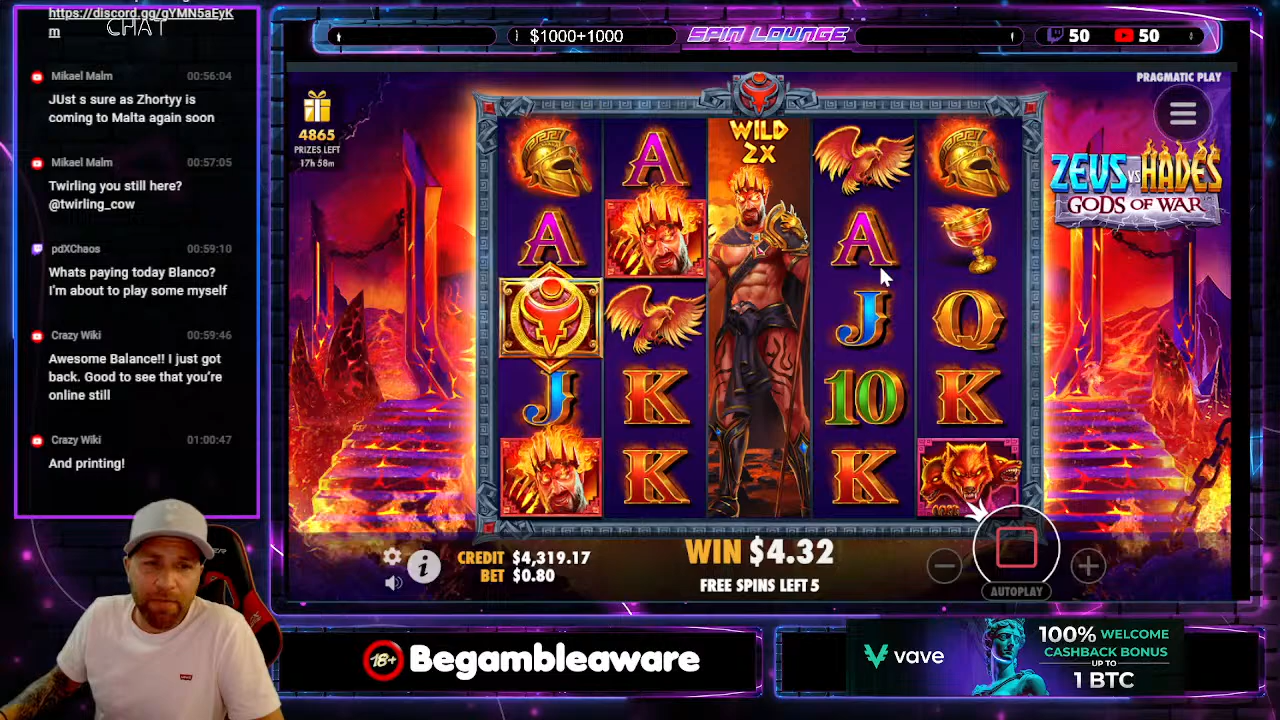 https://discord.gg/gYMN5aEyK
m
CHAT
Mikael Malm 00:56:04
JUst s sure as Zhortyy is
coming to Malta again soon
Mikael Malm 00:57:05
Twirling you still here?
@twirling_cow
pdXChaos 00:59:10
Whats paying today Blanco?
I'm about to play some myself
Crazy Wiki 00:59:46
Awesome Balance!! I just got
back. Good to see that you're
online still
Crazy Wiki 01:00:47
And printing!
$1000+1000
SPIN LOUNGE
50
50
PRAGMATIC PLAY
4865
PRIZES LEFT
17h 58m
ZEUS VS HADES
GODS OF WAR
WILD
2X
A
A
A
J
Q
J
K
10
K
K
K
CREDIT $4,319.17
BET $0.80
WIN $4.32
FREE SPINS LEFT 5
AUTOPLAY
18+ Begambleaware
vave
100% WELCOME
CASHBACK BONUS
UP TO
1 BTC